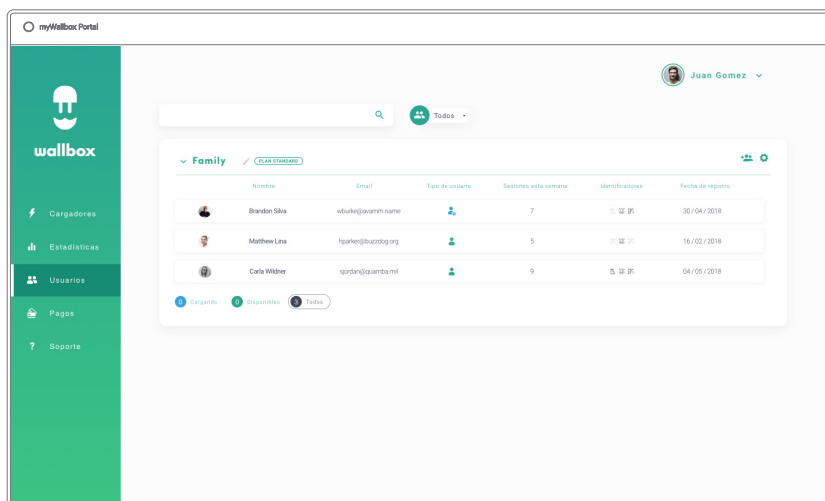 myWallbox Portal
Juan Gomez
Todos
wallbox
Family PLAN STANDARD
Nombre Email Tipo de usuario Sesiones esta semana Identificadores Fecha de registro
Brandon Silva wburke@avamm.name 7 30 / 04 / 2018
Matthew Lina hparker@buzzdog.org 5 16 / 02 / 2018
Carla Wildner sjordan@quamba.mil 9 04 / 05 / 2018
0 Cargando 0 Disponibles 3 Todos
Cargadores
Estadísticas
Usuarios
Pagos
Soporte